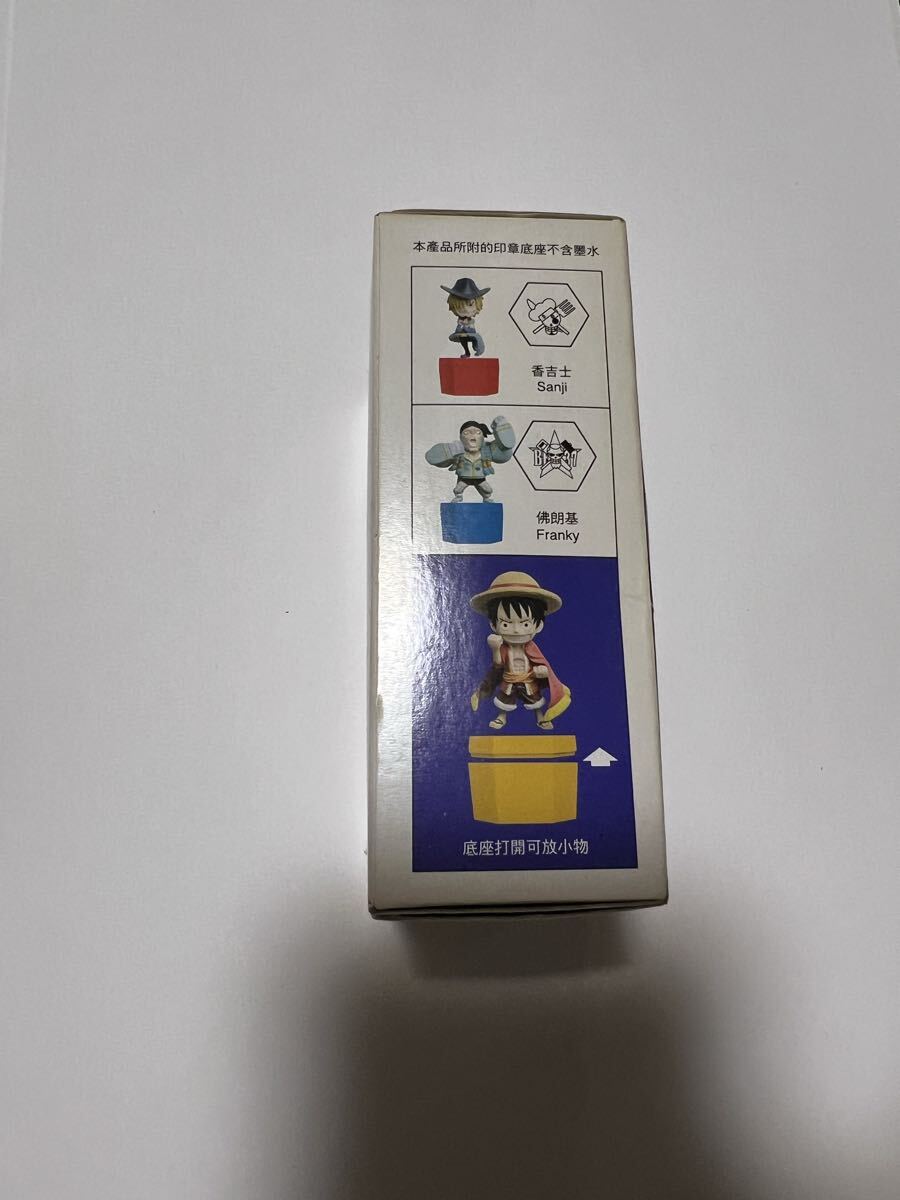 本產品所附的印章底座不含墨水
香吉士
Sanji
佛朗基
Franky
底座打開可放小物